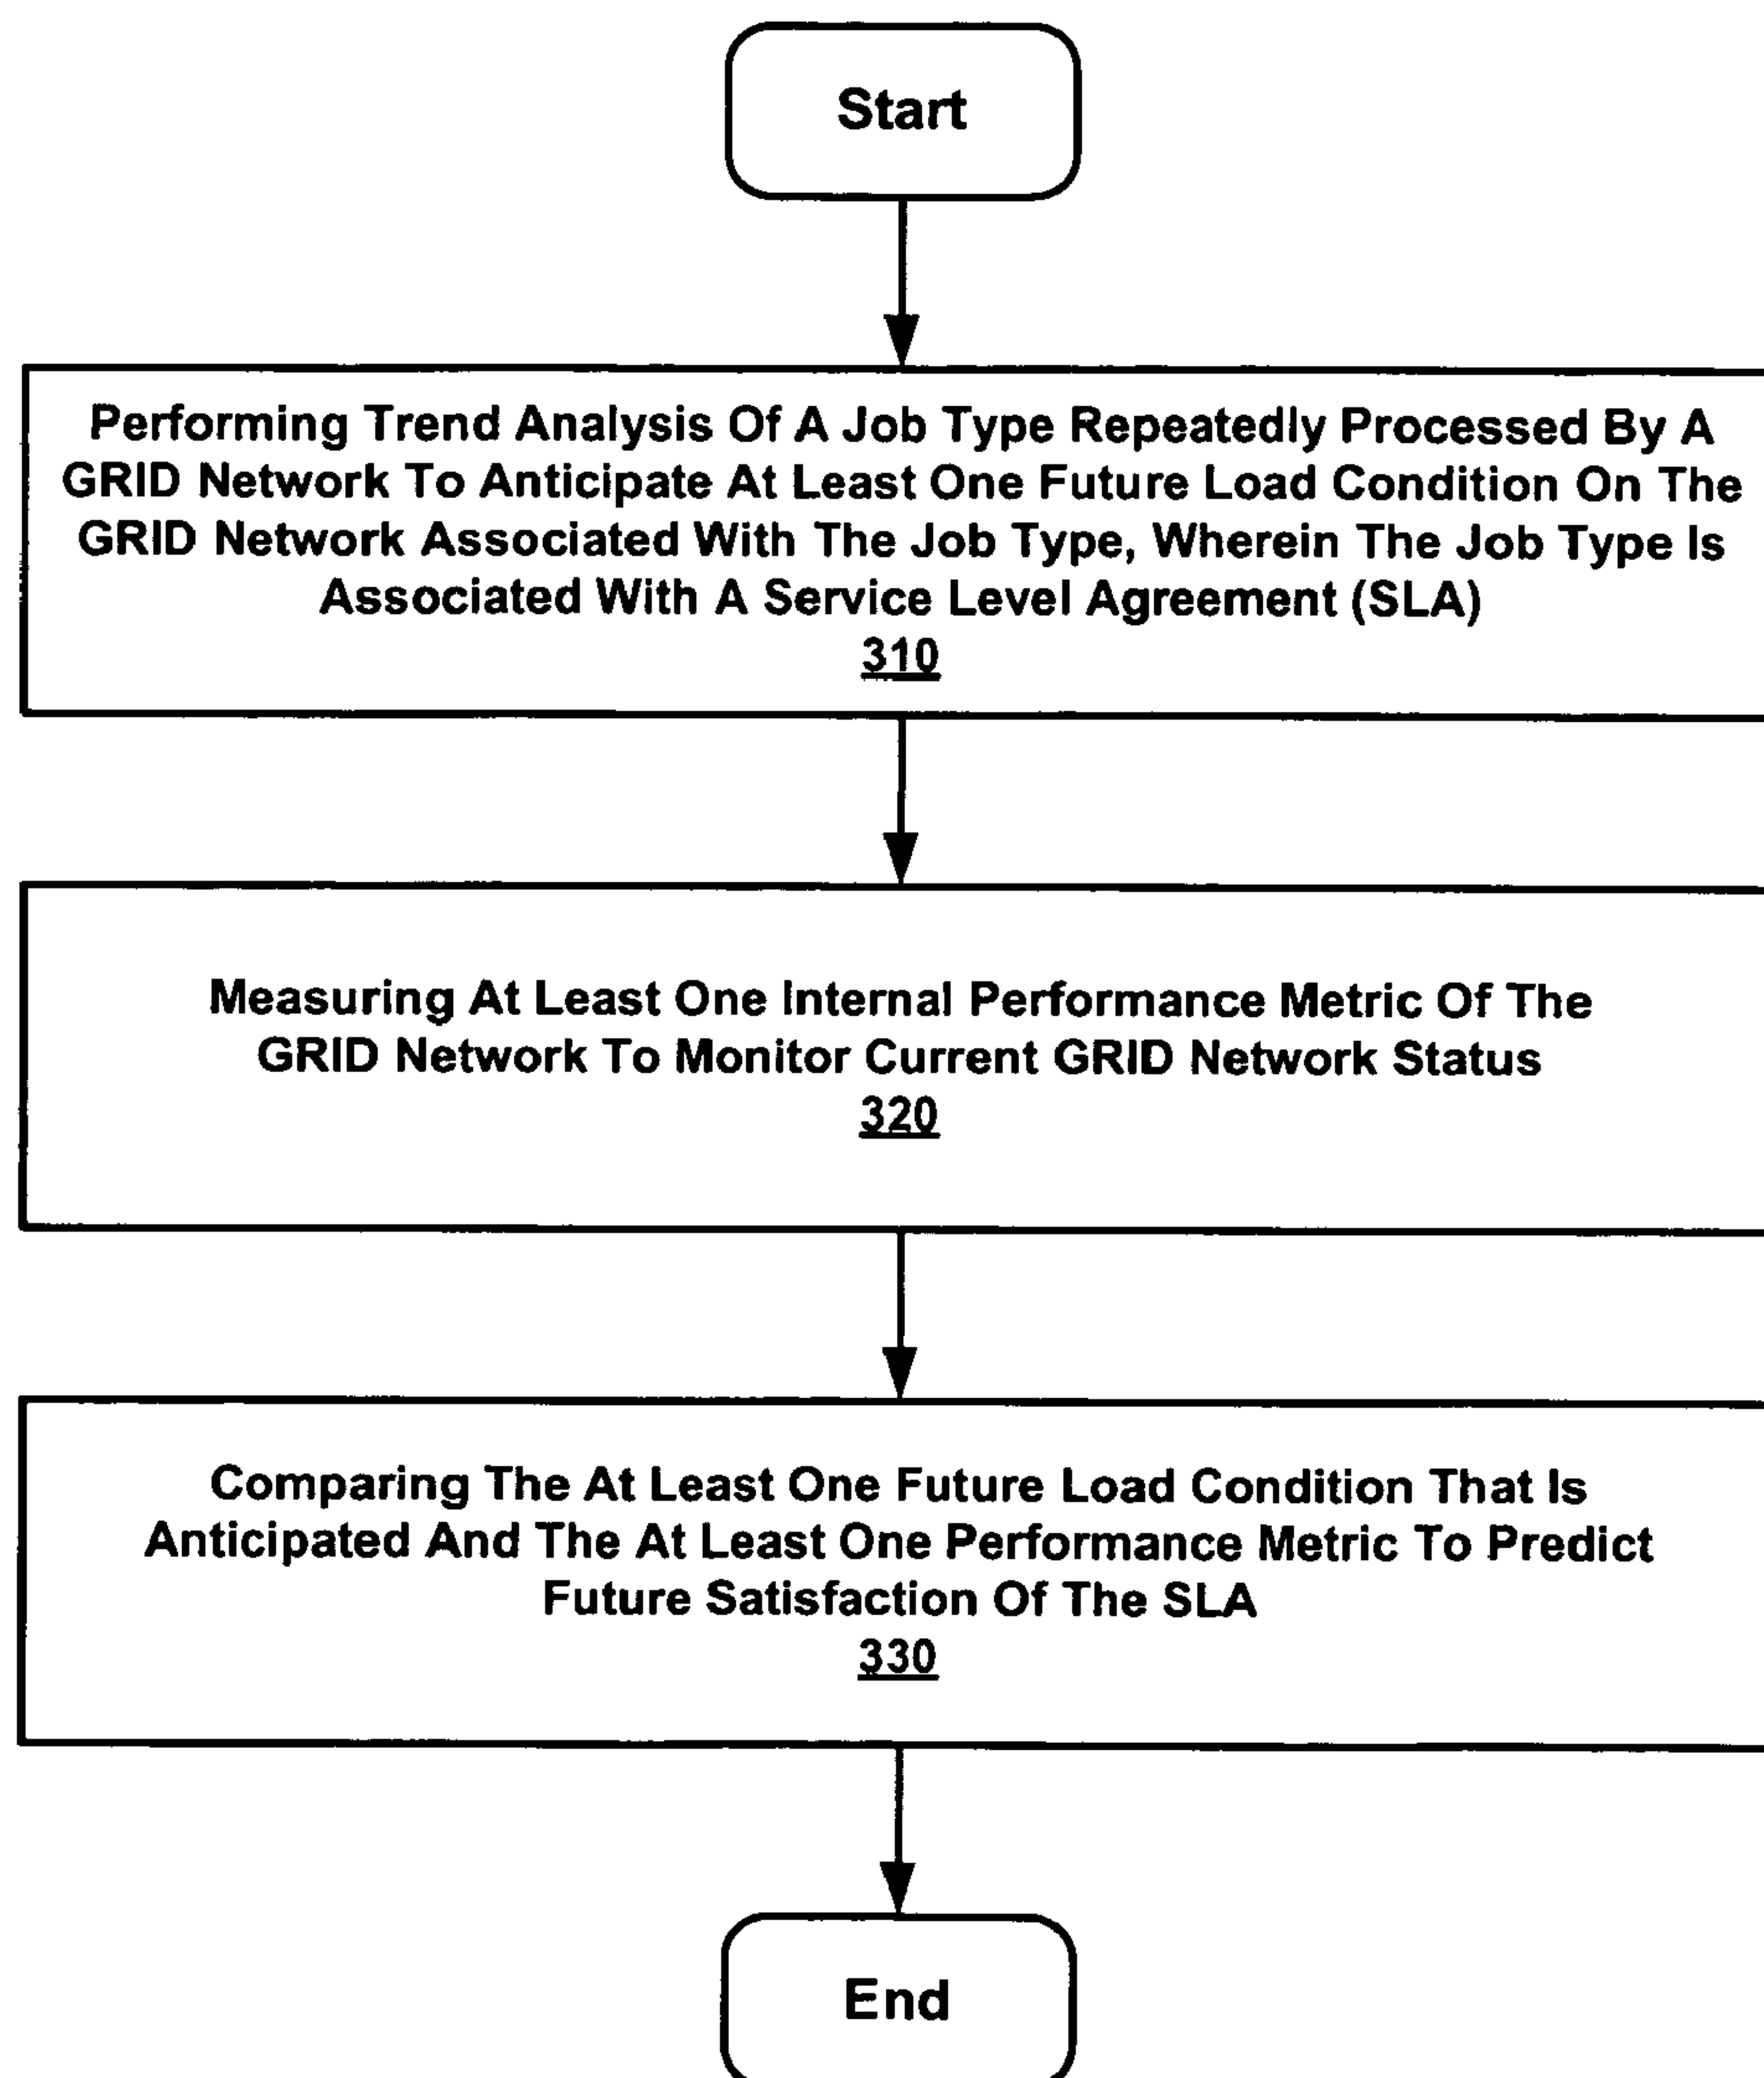 Start
Performing Trend Analysis Of A Job Type Repeatedly Processed By A
GRID Network To Anticipate At Least One Future Load Condition On The
GRID Network Associated With The Job Type, Wherein The Job Type Is
Associated With A Service Level Agreement (SLA)
310
Measuring At Least One Internal Performance Metric Of The
GRID Network To Monitor Current GRID Network Status
320
Comparing The At Least One Future Load Condition That Is
Anticipated And The At Least One Performance Metric To Predict
Future Satisfaction Of The SLA
330
End